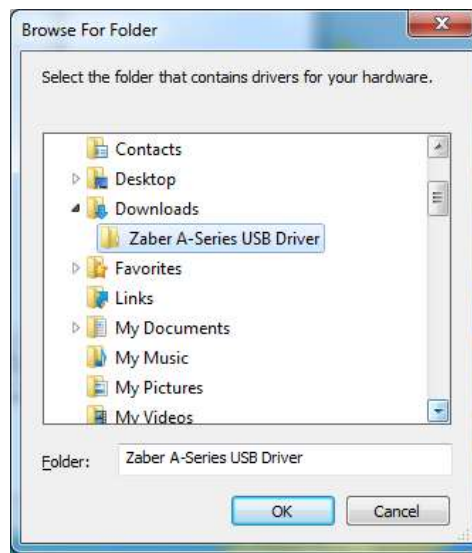 Browse For Folder
Select the folder that contains drivers for your hardware.
Contacts
Desktop
Downloads
Zaber A-Series USB Driver
Favorites
Links
My Documents
My Music
My Pictures
My Videos
Folder: Zaber A-Series USB Driver
OK Cancel